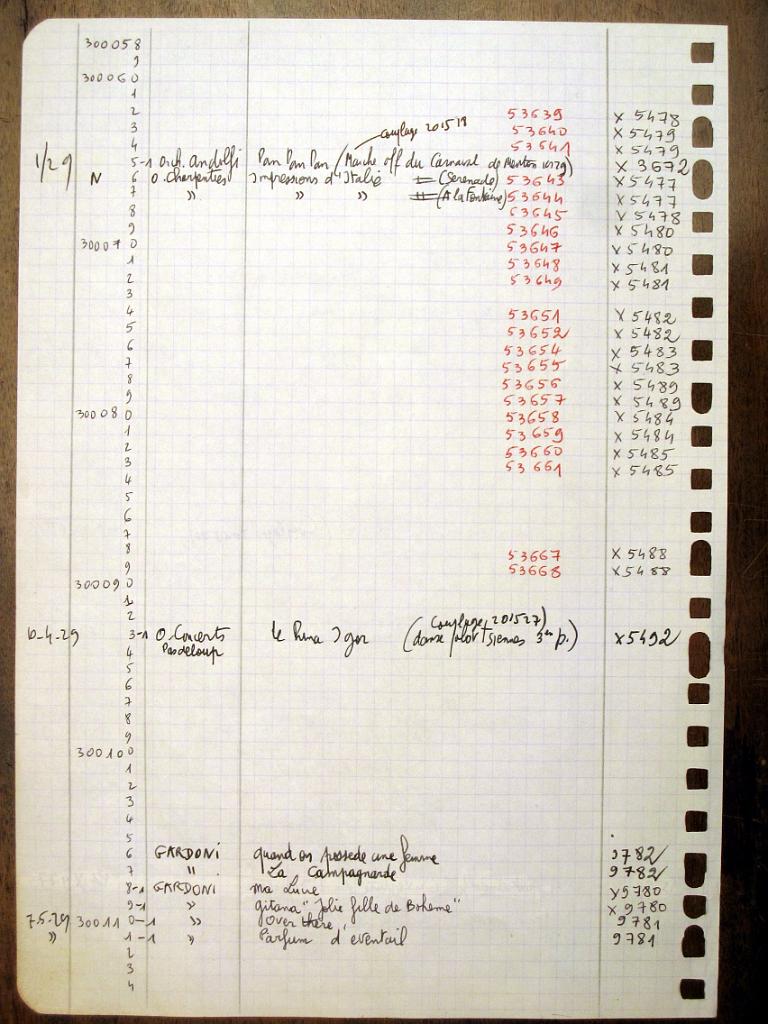 300058
9
300060
1
2 53639 X 5478
3 couplage 201518 53640 X 5479
4 53641 X 5479
1/29 5-1 Orch. Andolfi Pan Pan Pan (Marche off du Carnaval de Menton 1929) X 3672
N 6 O. Charpentier Impressions d'Italie (Serenade) 53643 X 5477
7 " " " (A la Fontaine) 53644 X 5477
8 53645 X 5478
9 53646 X 5480
300070 53647 X 5480
1 53648 X 5481
2 53649 X 5481
3
4 53651 X 5482
5 53652 X 5482
6 53654 X 5483
7 53655 X 5483
8 53656 X 5489
9 53657 X 5489
300080 53658 X 5484
1 53659 X 5484
2 53660 X 5485
3 53661 X 5485
4
5
6
7
8 53667 X 5488
9 53668 X 5488
300090
1
2 (Couplage 201527)
10-4-29 3-1 O. Concerts le Prince Igor (danse 3e p.) X5492
4 Pasdeloup
5
6
7
8
9
300100
1
2
3
4
5
6 GARDONI quand on possede une femme 9782
7 " La Campagnarde 9782
8-1 GARDONI ma Lune X9780
9-1 " gitana "Jolie fille de Boheme" X 9780
7.5.29 300110-1 " Over there, 9781
" 1-1 " Parfum d'eventail 9781
2
3
4